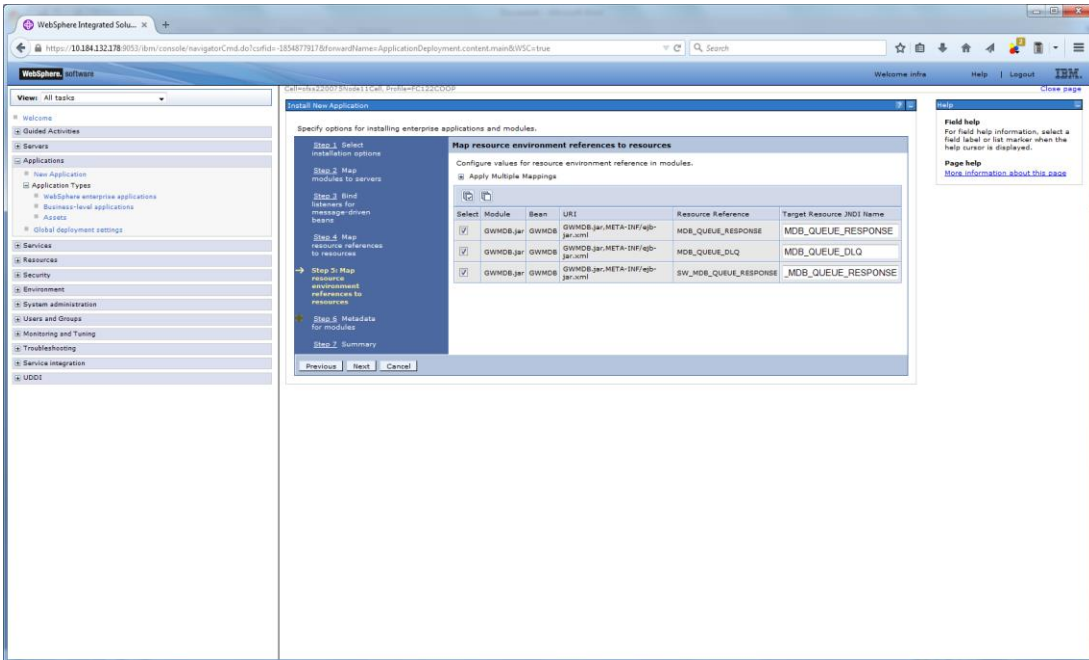 WebSphere Integrated Solu...
https://10.184.132.178:9053/ibm/console/navigatorCmd.do?curlid=-1654877917&forwardName=ApplicationDeployment.content.main&WSC=true
Search
WebSphere. software
Welcome infra
Help | Logout
IBM.
View: All tasks
Welcome
Guided Activities
Servers
Applications
New Application
Application Types
WebSphere enterprise applications
Business-level applications
Assets
Global deployment settings
Services
Resources
Security
Environment
System administration
Users and Groups
Monitoring and Tuning
Troubleshooting
Service integration
UDDI
Close page
Install New Application
Specify options for installing enterprise applications and modules.
Step 1 Select
installation options
Step 2 Map
modules to servers
Step 3 Bind
listeners for
message-driven
beans
Step 4 Map
resource references
to resources
Step 5: Map
resource
environment
references to
resources
Step 6 Metadata
for modules
Step 7 Summary
Map resource environment references to resources
Configure values for resource environment reference in modules.
Apply Multiple Mappings
Select Module Bean URI Resource Reference Target Resource JNDI Name
GWMDB.jar GWMDB GWMDB.jar,META-INF/ejb-jar.xml MDB_QUEUE_RESPONSE MDB_QUEUE_RESPONSE
GWMDB.jar GWMDB GWMDB.jar,META-INF/ejb-jar.xml MDB_QUEUE_DLQ MDB_QUEUE_DLQ
GWMDB.jar GWMDB GWMDB.jar,META-INF/ejb-jar.xml SW_MDB_QUEUE_RESPONSE _MDB_QUEUE_RESPONSE
Previous Next Cancel
Help
Field help
For field help information, select a
field label or list marker when the
help cursor is displayed.
Page help
More information about this page